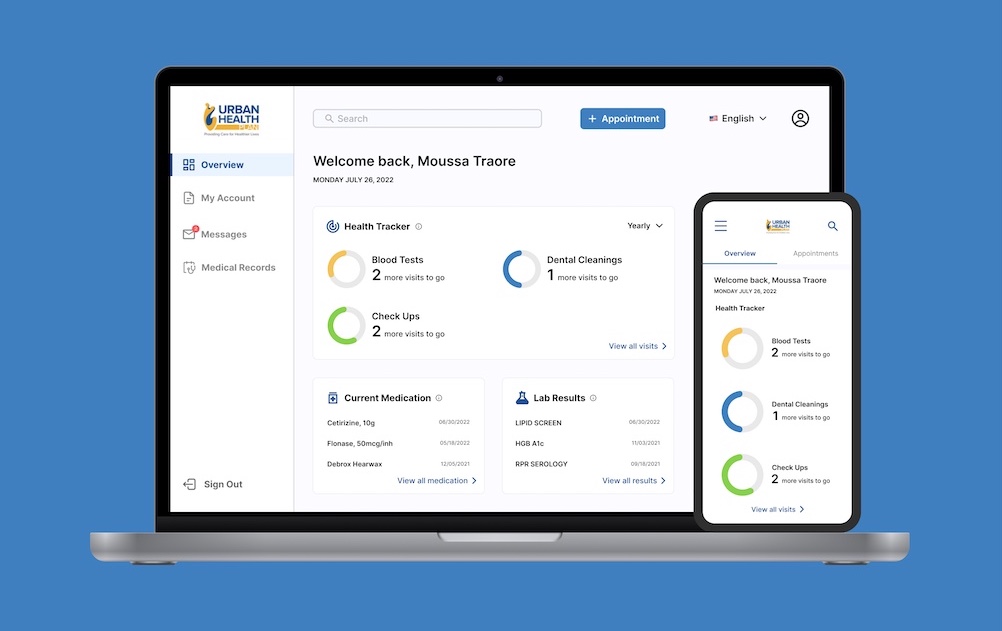 URBAN
HEALTH
PLAN
Providing Care for Healthier Lives
Search
+ Appointment
English
Overview
My Account
Messages
Medical Records
Sign Out
Welcome back, Moussa Traore
MONDAY JULY 26, 2022
Health Tracker
Yearly
Blood Tests
2 more visits to go
Dental Cleanings
1 more visits to go
Check Ups
2 more visits to go
View all visits
Current Medication
Cetirizine, 10g 06/30/2022
Flonase, 50mcg/inh 05/18/2022
Debrox Hearwax 12/05/2021
View all medication
Lab Results
LIPID SCREEN 06/30/2022
HGB A1c 11/03/2021
RPR SEROLOGY 09/18/2021
View all results
URBAN
HEALTH
PLAN
Overview Appointments
Welcome back, Moussa Traore
MONDAY JULY 26, 2022
Health Tracker
Blood Tests
2 more visits to go
Dental Cleanings
1 more visits to go
Check Ups
2 more visits to go
View all visits